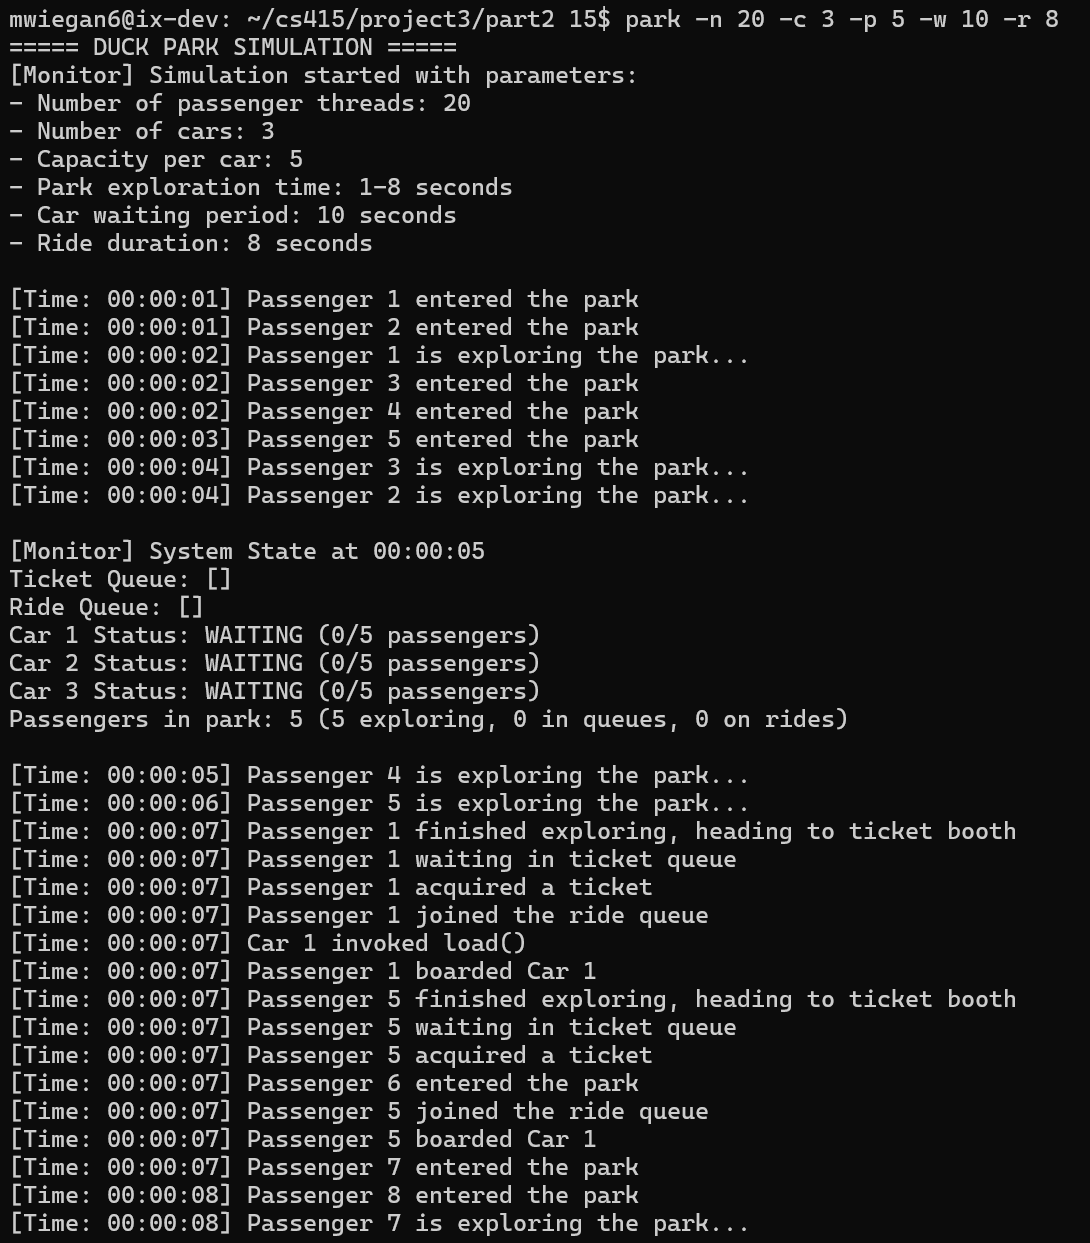 mwiegan6@ix-dev: ~/cs415/project3/part2 15$ park -n 20 -c 3 -p 5 -w 10 -r 8
===== DUCK PARK SIMULATION =====
[Monitor] Simulation started with parameters:
- Number of passenger threads: 20
- Number of cars: 3
- Capacity per car: 5
- Park exploration time: 1-8 seconds
- Car waiting period: 10 seconds
- Ride duration: 8 seconds

[Time: 00:00:01] Passenger 1 entered the park
[Time: 00:00:01] Passenger 2 entered the park
[Time: 00:00:02] Passenger 1 is exploring the park...
[Time: 00:00:02] Passenger 3 entered the park
[Time: 00:00:02] Passenger 4 entered the park
[Time: 00:00:03] Passenger 5 entered the park
[Time: 00:00:04] Passenger 3 is exploring the park...
[Time: 00:00:04] Passenger 2 is exploring the park...

[Monitor] System State at 00:00:05
Ticket Queue: []
Ride Queue: []
Car 1 Status: WAITING (0/5 passengers)
Car 2 Status: WAITING (0/5 passengers)
Car 3 Status: WAITING (0/5 passengers)
Passengers in park: 5 (5 exploring, 0 in queues, 0 on rides)

[Time: 00:00:05] Passenger 4 is exploring the park...
[Time: 00:00:06] Passenger 5 is exploring the park...
[Time: 00:00:07] Passenger 1 finished exploring, heading to ticket booth
[Time: 00:00:07] Passenger 1 waiting in ticket queue
[Time: 00:00:07] Passenger 1 acquired a ticket
[Time: 00:00:07] Passenger 1 joined the ride queue
[Time: 00:00:07] Car 1 invoked load()
[Time: 00:00:07] Passenger 1 boarded Car 1
[Time: 00:00:07] Passenger 5 finished exploring, heading to ticket booth
[Time: 00:00:07] Passenger 5 waiting in ticket queue
[Time: 00:00:07] Passenger 5 acquired a ticket
[Time: 00:00:07] Passenger 6 entered the park
[Time: 00:00:07] Passenger 5 joined the ride queue
[Time: 00:00:07] Passenger 5 boarded Car 1
[Time: 00:00:07] Passenger 7 entered the park
[Time: 00:00:08] Passenger 8 entered the park
[Time: 00:00:08] Passenger 7 is exploring the park...